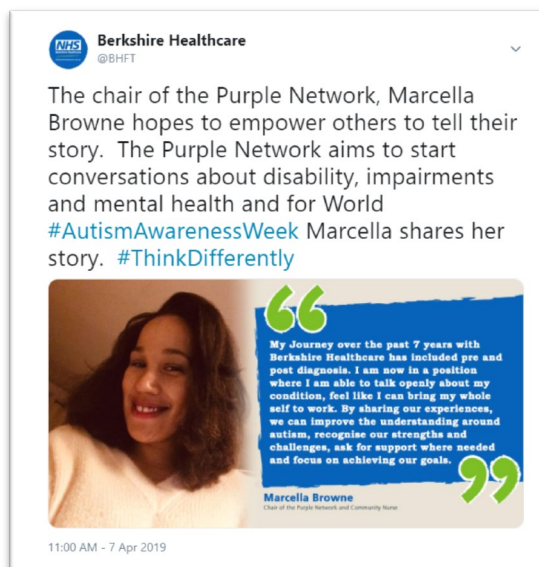 NHS
Berkshire Healthcare
@BHFT
The chair of the Purple Network, Marcella
Browne hopes to empower others to tell their
story. The Purple Network aims to start
conversations about disability, impairments
and mental health and for World
#AutismAwarenessWeek Marcella shares her
story. #ThinkDifferently
“
My Journey over the past 7 years with
Berkshire Healthcare has included pre and
post diagnosis. I am now in a position
where I am able to talk openly about my
condition, feel like I can bring my whole
self to work. By sharing our experiences,
we can improve the understanding around
autism, recognise our strengths and
challenges, ask for support where needed
and focus on achieving our goals.
”
Marcella Browne
Chair of the Purple Network and Community Nurse
11:00 AM - 7 Apr 2019